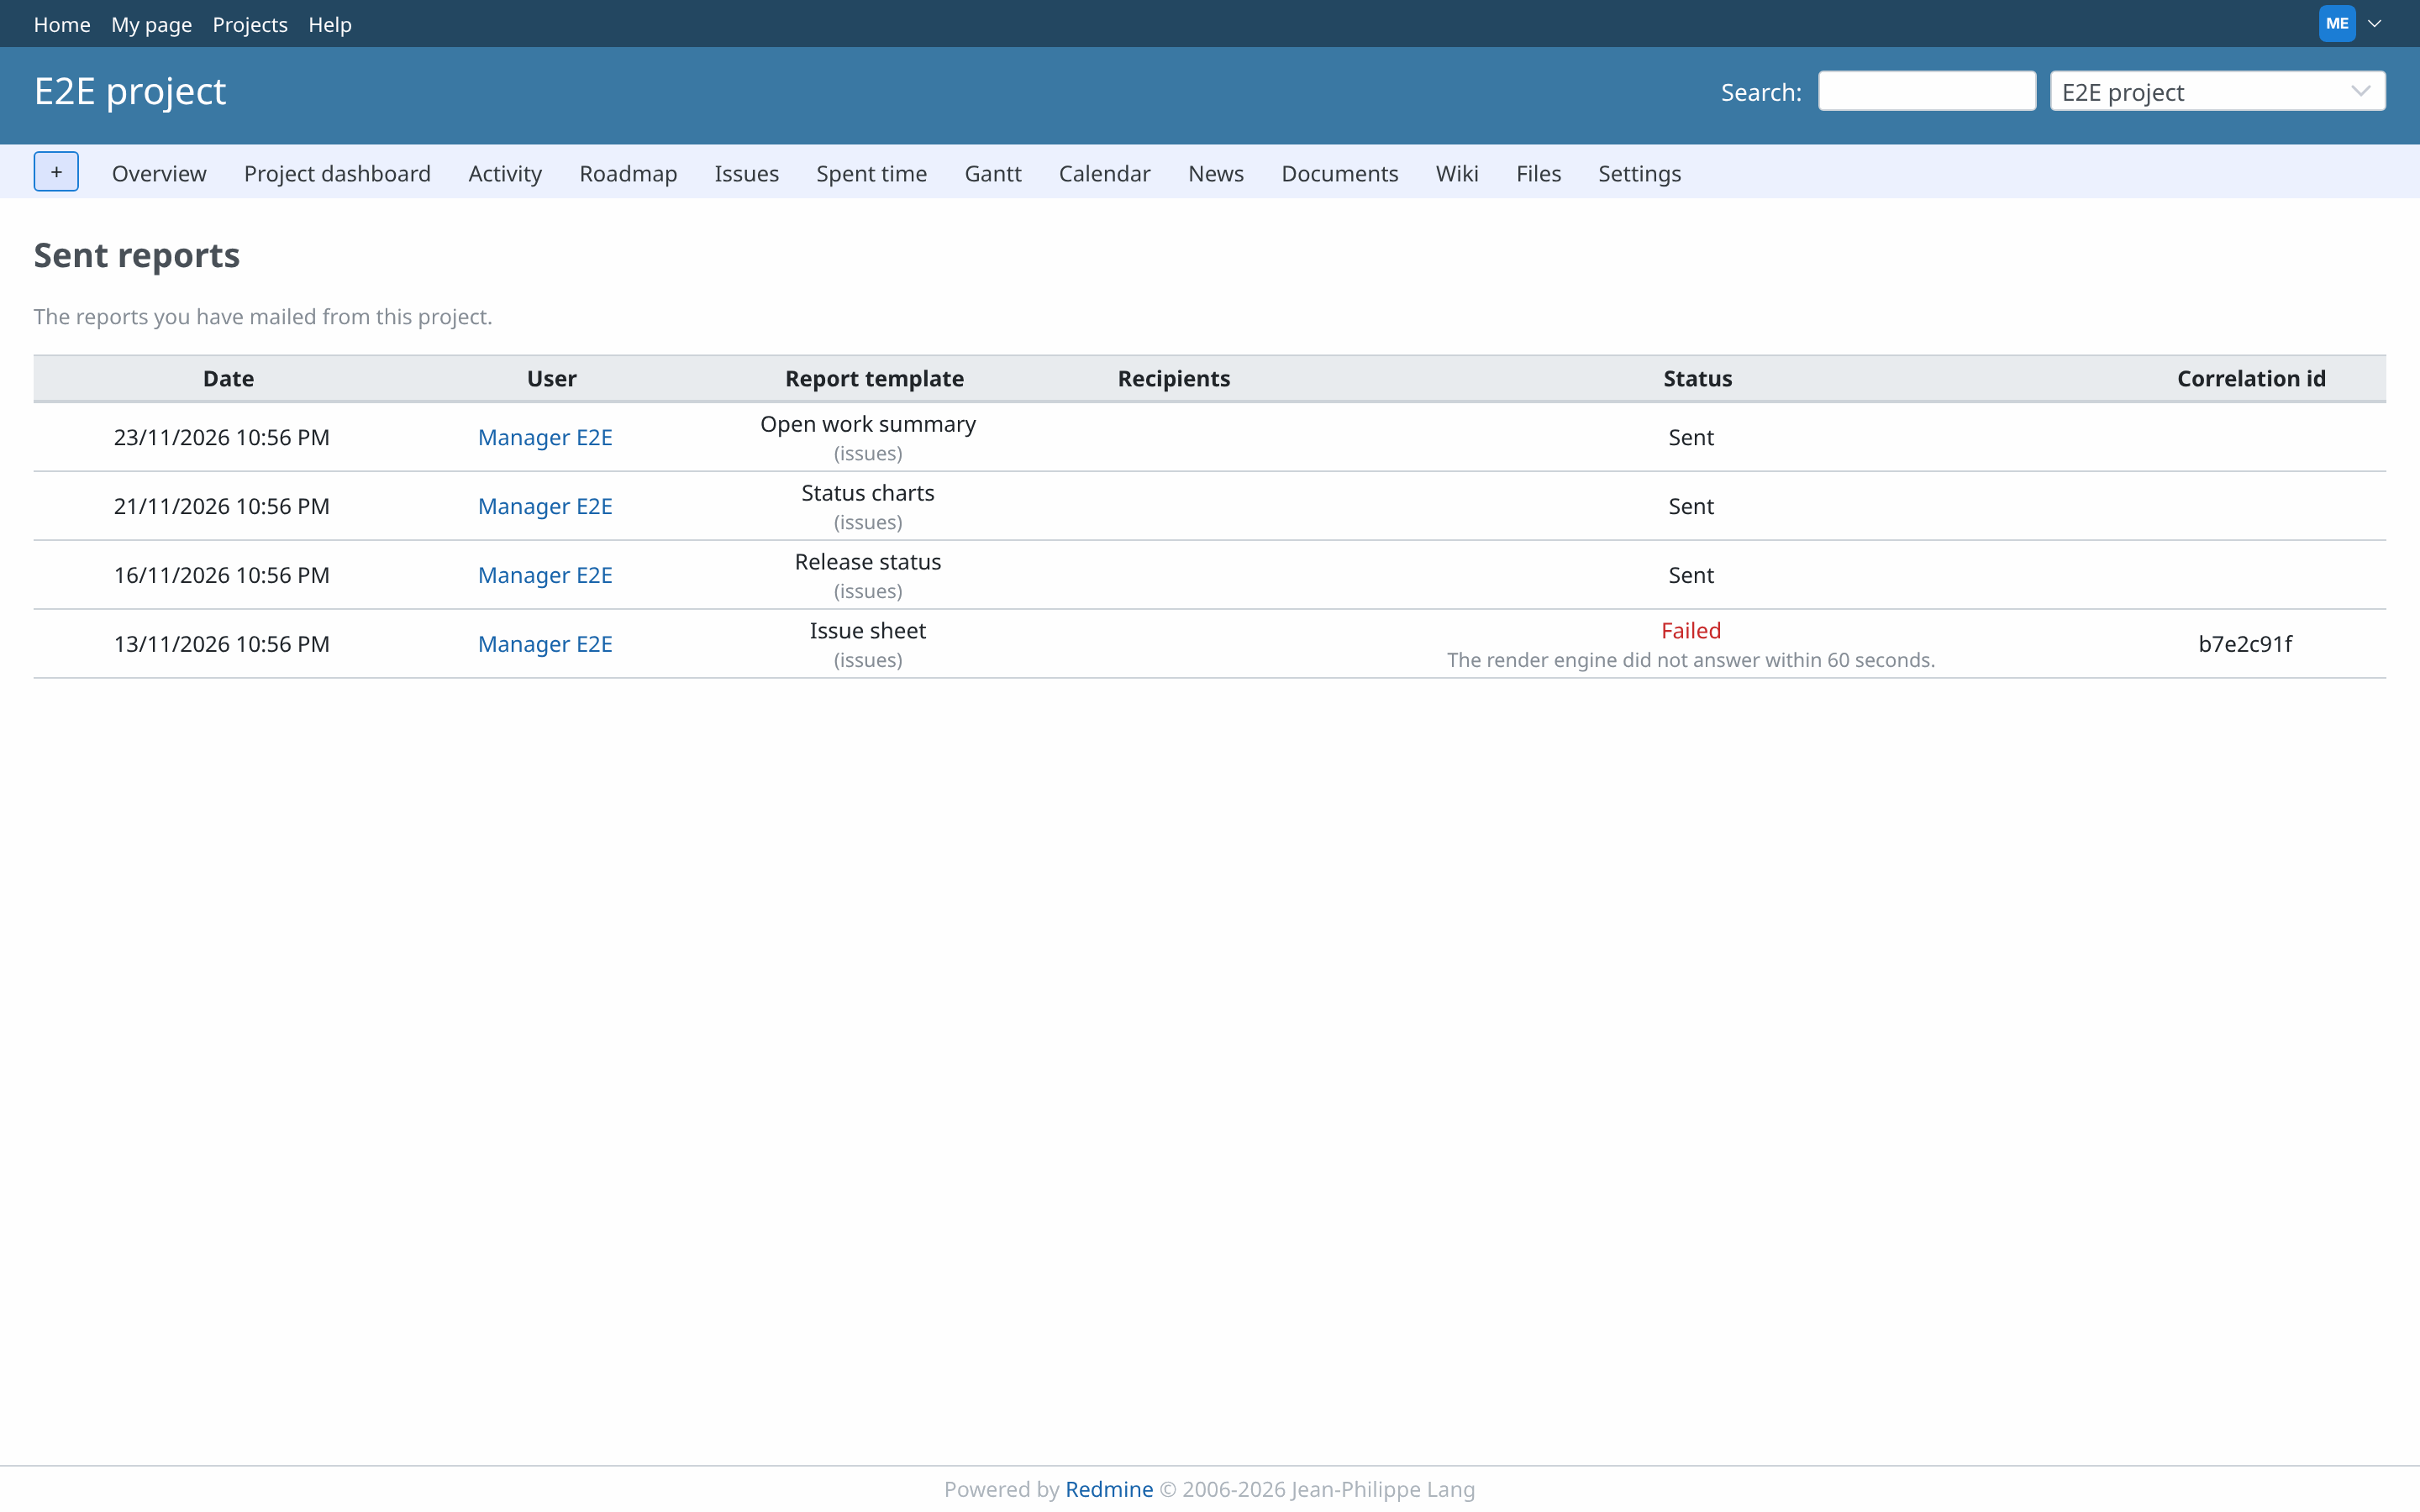 Home My page Projects Help ME
E2E project
Search: E2E project
+ Overview Project dashboard Activity Roadmap Issues Spent time Gantt Calendar News Documents Wiki Files Settings
Sent reports
The reports you have mailed from this project.
Date User Report template Recipients Status Correlation id
23/11/2026 10:56 PM Manager E2E Open work summary Sent
(issues)
21/11/2026 10:56 PM Manager E2E Status charts Sent
(issues)
16/11/2026 10:56 PM Manager E2E Release status Sent
(issues)
13/11/2026 10:56 PM Manager E2E Issue sheet Failed b7e2c91f
(issues) The render engine did not answer within 60 seconds.
Powered by Redmine © 2006-2026 Jean-Philippe Lang